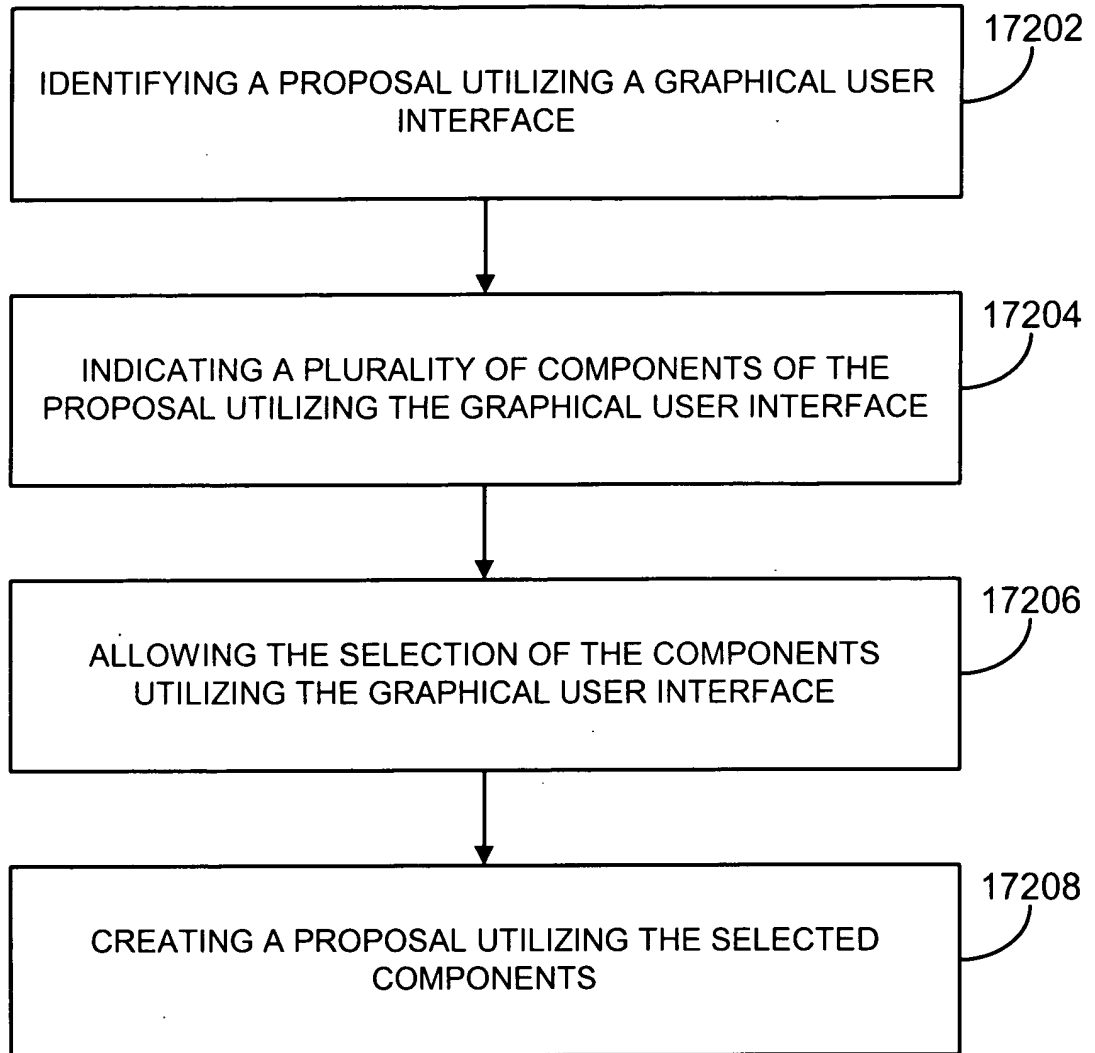 17202
IDENTIFYING A PROPOSAL UTILIZING A GRAPHICAL USER
INTERFACE
17204
INDICATING A PLURALITY OF COMPONENTS OF THE
PROPOSAL UTILIZING THE GRAPHICAL USER INTERFACE
17206
ALLOWING THE SELECTION OF THE COMPONENTS
UTILIZING THE GRAPHICAL USER INTERFACE
17208
CREATING A PROPOSAL UTILIZING THE SELECTED
COMPONENTS